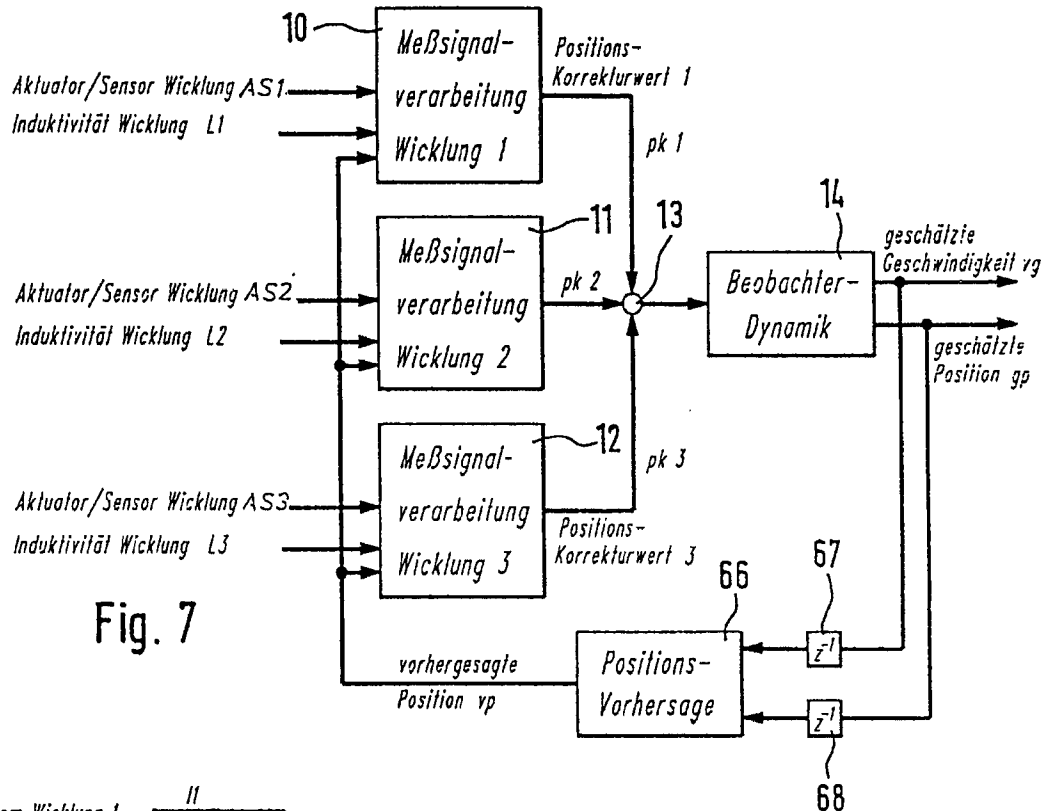 10
Meßsignal-
verarbeitung
Wicklung 1
Aktuator/Sensor Wicklung AS1
Induktivität Wicklung L1
Positions-
Korrekturwert 1
pk 1
11
Meßsignal-
verarbeitung
Wicklung 2
Aktuator/Sensor Wicklung AS2
Induktivität Wicklung L2
pk 2
13
14
Beobachter-
Dynamik
geschätzte
Geschwindigkeit vg
geschätzte
Position gp
12
Meßsignal-
verarbeitung
Wicklung 3
Aktuator/Sensor Wicklung AS3
Induktivität Wicklung L3
pk 3
Positions-
Korrekturwert 3
Fig. 7
66
Positions-
Vorhersage
67
z⁻¹
z⁻¹
68
vorhergesagte
Position vp
Wicklung 1